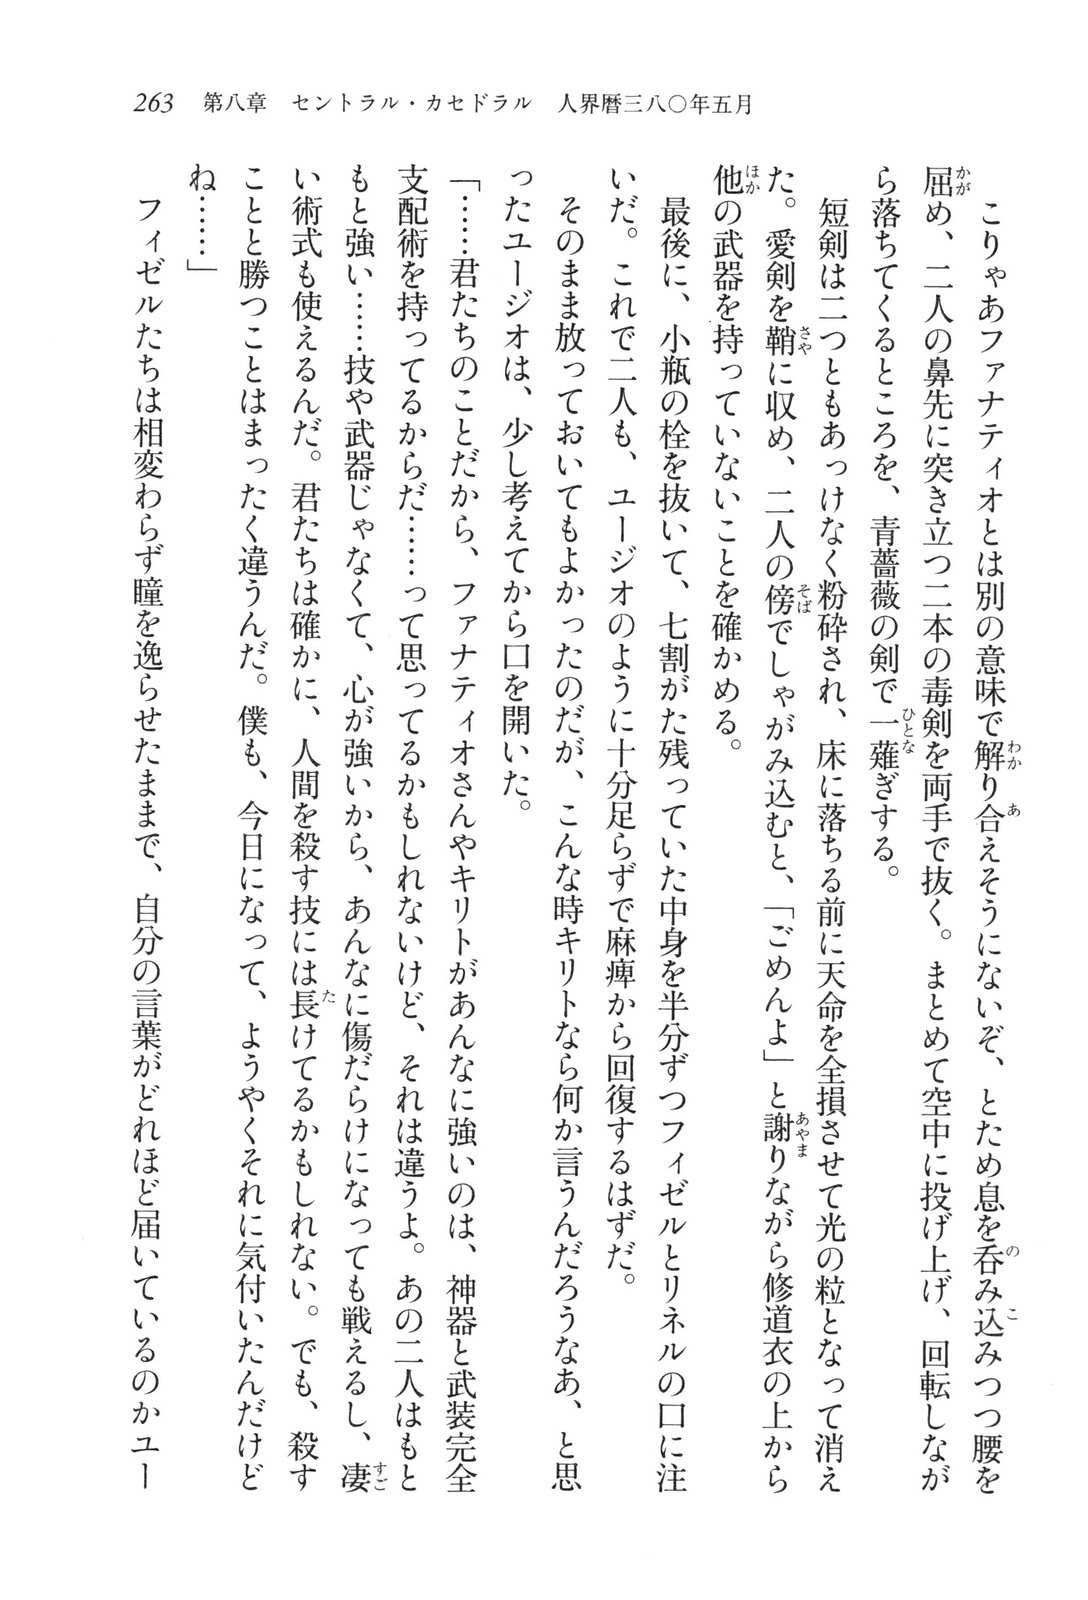 263 第八章 セントラル・カセドラル 人界暦三八〇年五月
　こりゃあファナティオとは別の意味で解り合えそうにないぞ、とため息を呑み込みつつ腰を
屈め、二人の鼻先に突き立つ二本の毒剣を両手で抜く。まとめて空中に投げ上げ、回転しなが
ら落ちてくるところを、青薔薇の剣で一薙ぎする。
　短剣は二つともあっけなく粉砕され、床に落ちる前に天命を全損させて光の粒となって消え
た。愛剣を鞘に収め、二人の傍でしゃがみ込むと、「ごめんよ」と謝りながら修道衣の上から
他の武器を持っていないことを確かめる。
　最後に、小瓶の栓を抜いて、七割がた残っていた中身を半分ずつフィゼルとリネルの口に注
いだ。これで二人も、ユージオのように十分足らずで麻痺から回復するはずだ。
　そのまま放っておいてもよかったのだが、こんな時キリトなら何か言うんだろうなあ、と思
ったユージオは、少し考えてから口を開いた。
「……君たちのことだから、ファナティオさんやキリトがあんなに強いのは、神器と武装完全
支配術を持ってるからだ……って思ってるかもしれないけど、それは違うよ。あの二人はもと
もと強い……技や武器じゃなくて、心が強いから、あんなに傷だらけになっても戦えるし、凄
い術式も使えるんだ。君たちは確かに、人間を殺す技には長けてるかもしれない。でも、殺す
ことと勝つことはまったく違うんだ。僕も、今日になって、ようやくそれに気付いたんだけど
ね……」
　フィゼルたちは相変わらず瞳を逸らせたままで、自分の言葉がどれほど届いているのかユー